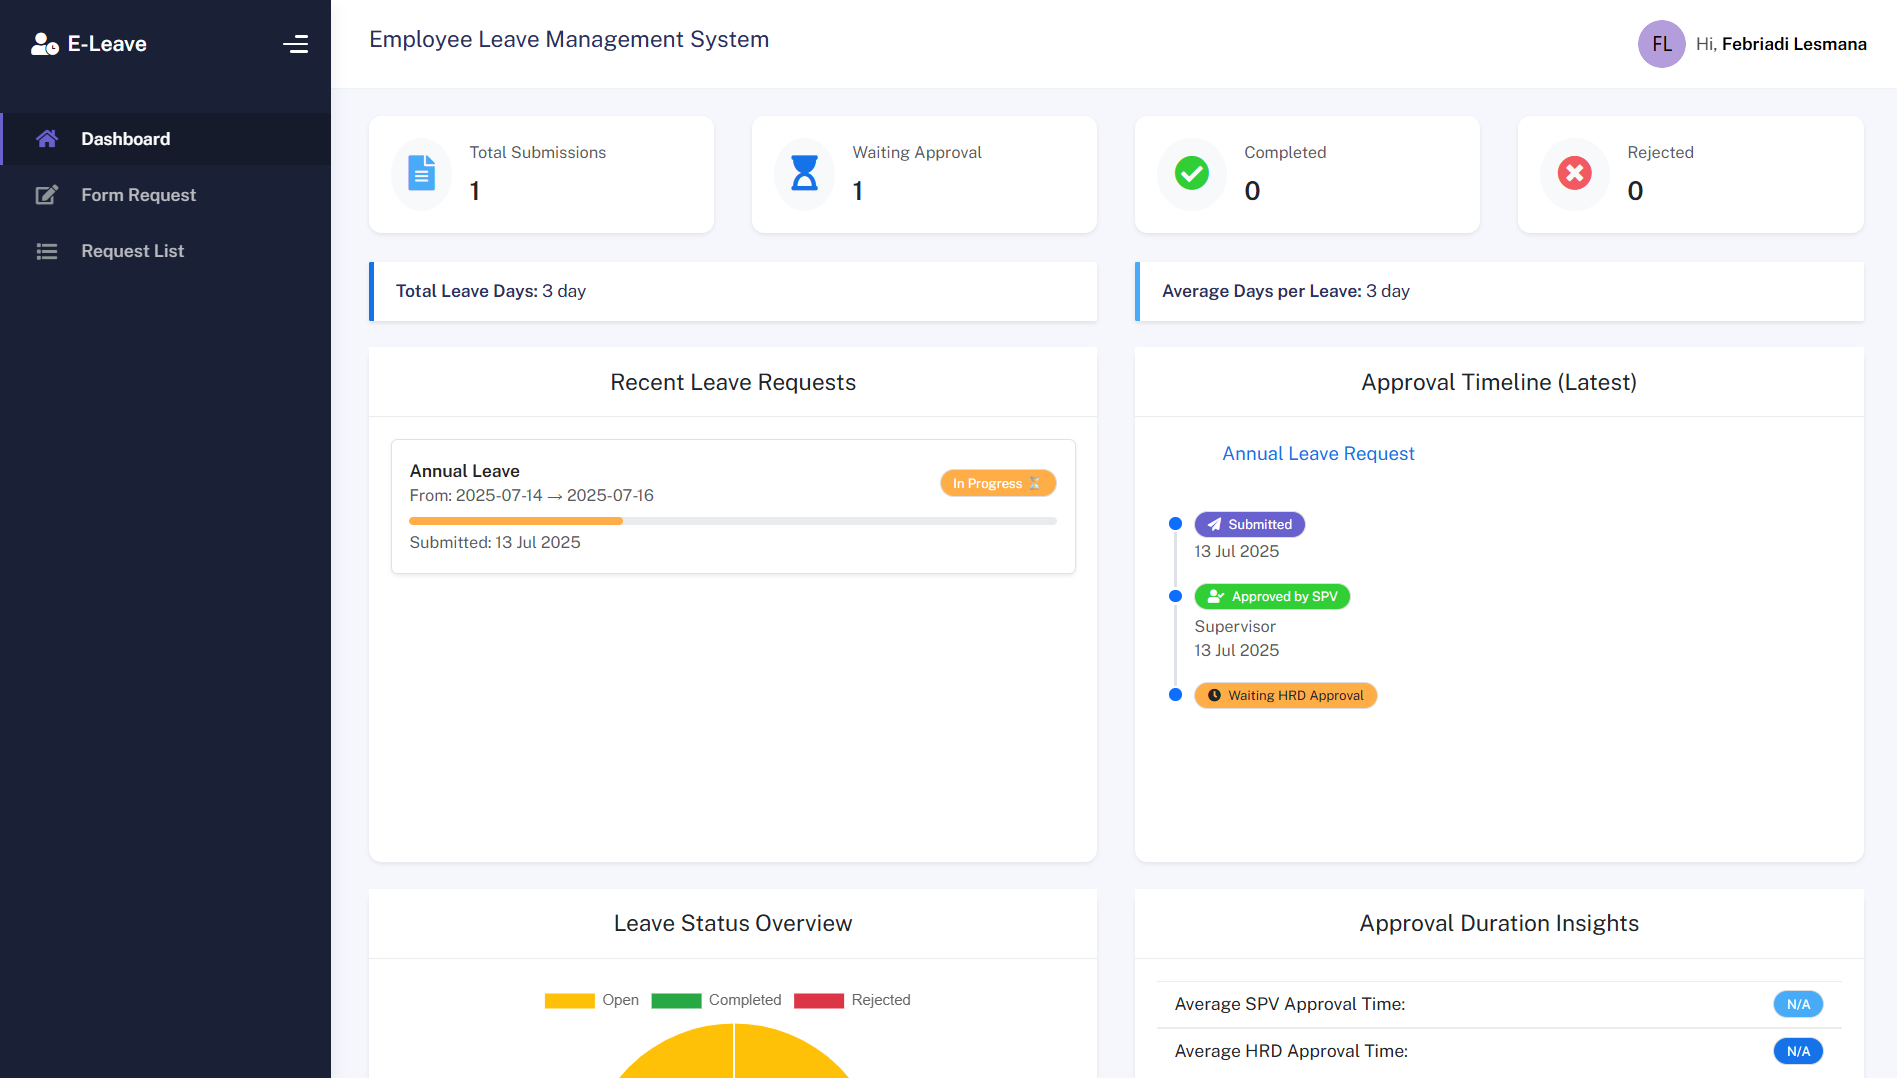 E-Leave
Dashboard
Form Request
Request List
Employee Leave Management System
FL
Hi, Febriadi Lesmana
Total Submissions
1
Waiting Approval
1
Completed
0
Rejected
0
Total Leave Days: 3 day
Average Days per Leave: 3 day
Recent Leave Requests
Annual Leave
From: 2025-07-14 → 2025-07-16
In Progress ⏳
Submitted: 13 Jul 2025
Approval Timeline (Latest)
Annual Leave Request
Submitted
13 Jul 2025
Approved by SPV
Supervisor
13 Jul 2025
Waiting HRD Approval
Leave Status Overview
Open
Completed
Rejected
Approval Duration Insights
Average SPV Approval Time:
N/A
Average HRD Approval Time:
N/A